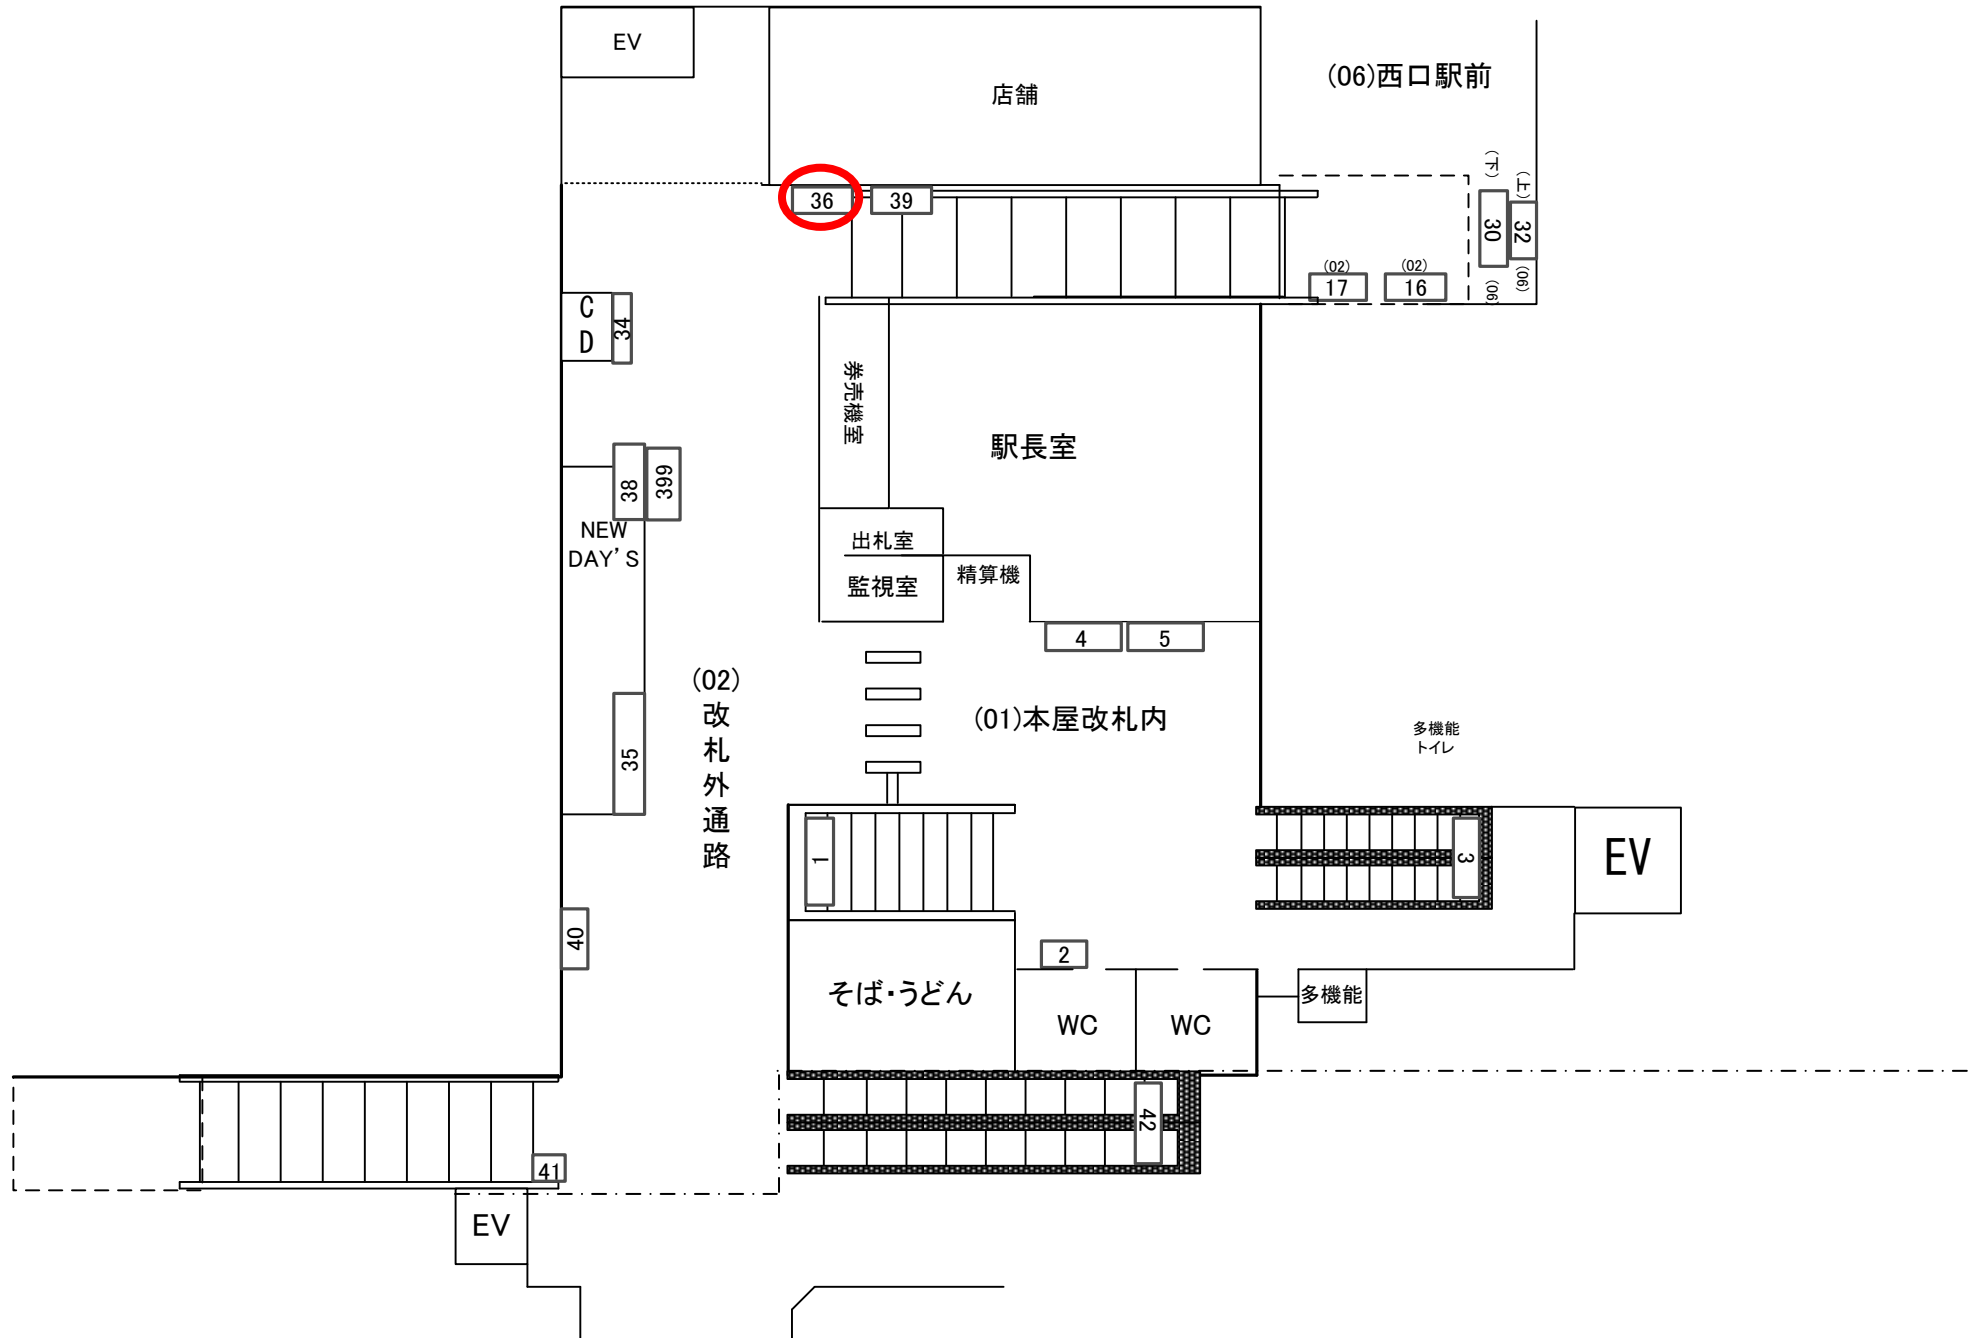 EV
店舗
(06)西口駅前
(下)
(上)
36
39
30
32
(02)
(02)
17
16
(06)
(06)
C
D
34
券売機室
駅長室
38
399
NEW
DAY'S
出札室
監視室
精算機
4
5
(02)
改
札
外
通
路
(01)本屋改札内
多機能
トイレ
35
1
3
EV
40
2
そば・うどん
WC
WC
多機能
42
41
EV